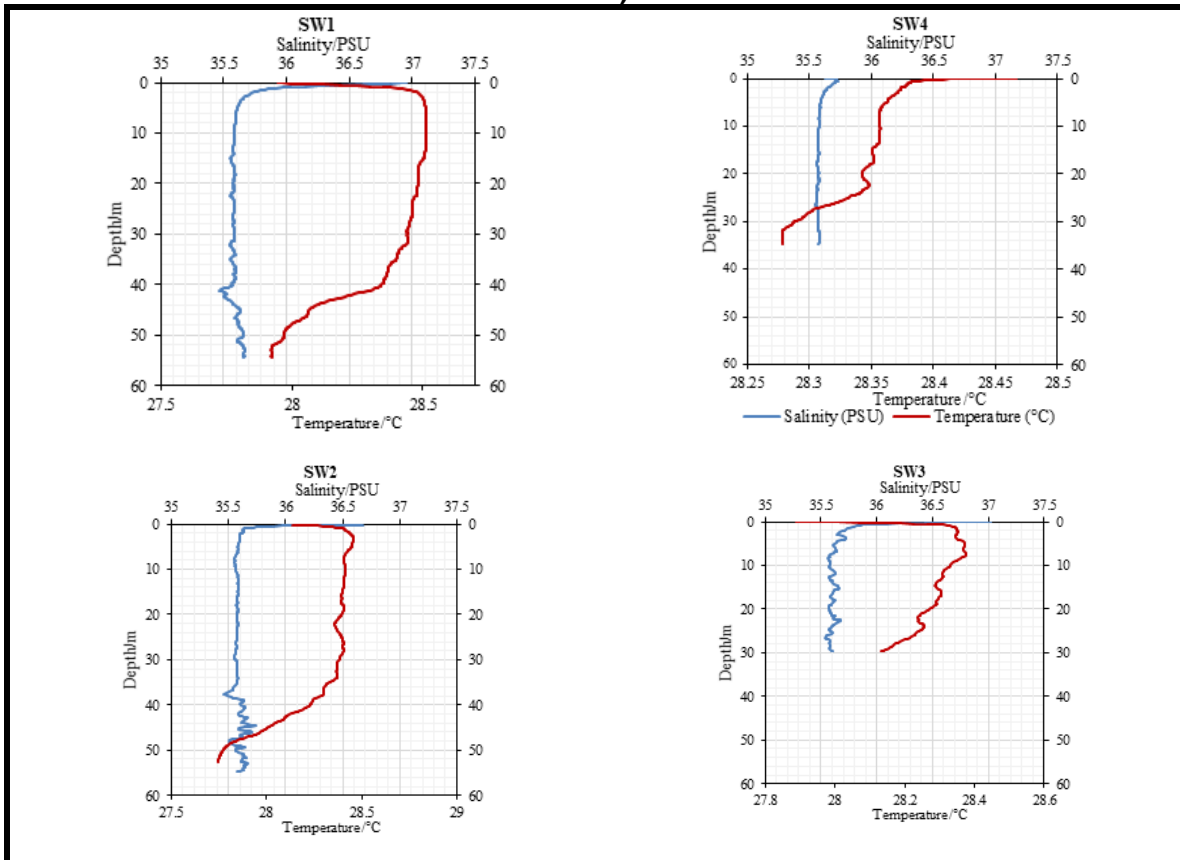 SW1
Salinity/PSU
35 35.5 36 36.5 37 37.5
0 0
10 10
20 20
Depth/m
30 30
40 40
50 50
60 60
27.5 28 28.5
Temperature/°C
SW4
Salinity/PSU
35 35.5 36 36.5 37 37.5
0 0
10 10
20 20
Depth/m
30 30
40 40
50 50
60 60
28.25 28.3 28.35 28.4 28.45 28.5
Temperature/°C
Salinity (PSU) Temperature (°C)
SW2
Salinity/PSU
35 35.5 36 36.5 37 37.5
0 0
10 10
20 20
Depth/m
30 30
40 40
50 50
60 60
27.5 28 28.5 29
Temperature/°C
SW3
Salinity/PSU
35 35.5 36 36.5 37 37.5
0 0
10 10
20 20
Depth/m
30 30
40 40
50 50
60 60
27.8 28 28.2 28.4 28.6
Temperature/°C